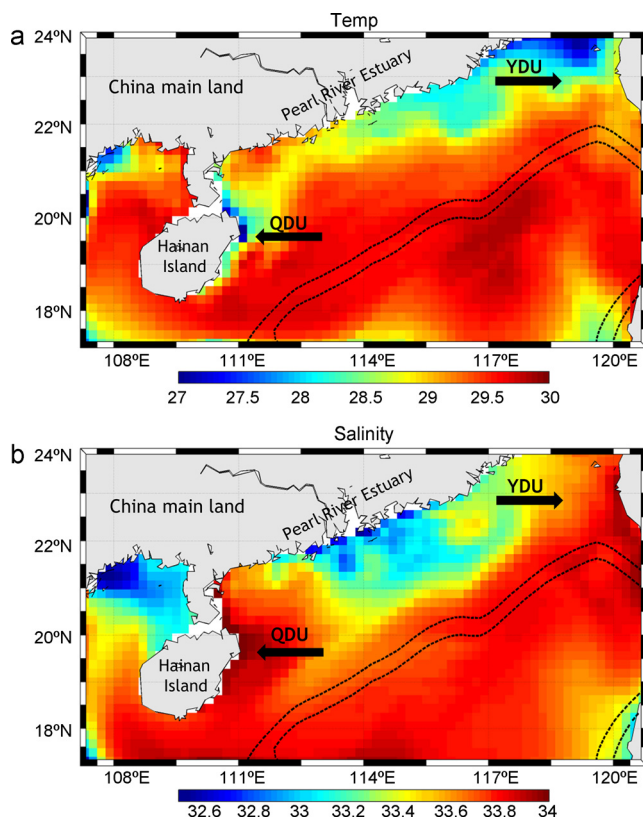 a
Temp
24ºN
22ºN
20ºN
18ºN
China main land
Pearl River Estuary
YDU
QDU
Hainan
Island
108ºE 111ºE 114ºE 117ºE 120ºE
27 27.5 28 28.5 29 29.5 30
b
Salinity
24ºN
22ºN
20ºN
18ºN
China main land
Pearl River Estuary
YDU
QDU
Hainan
Island
108ºE 111ºE 114ºE 117ºE 120ºE
32.6 32.8 33 33.2 33.4 33.6 33.8 34